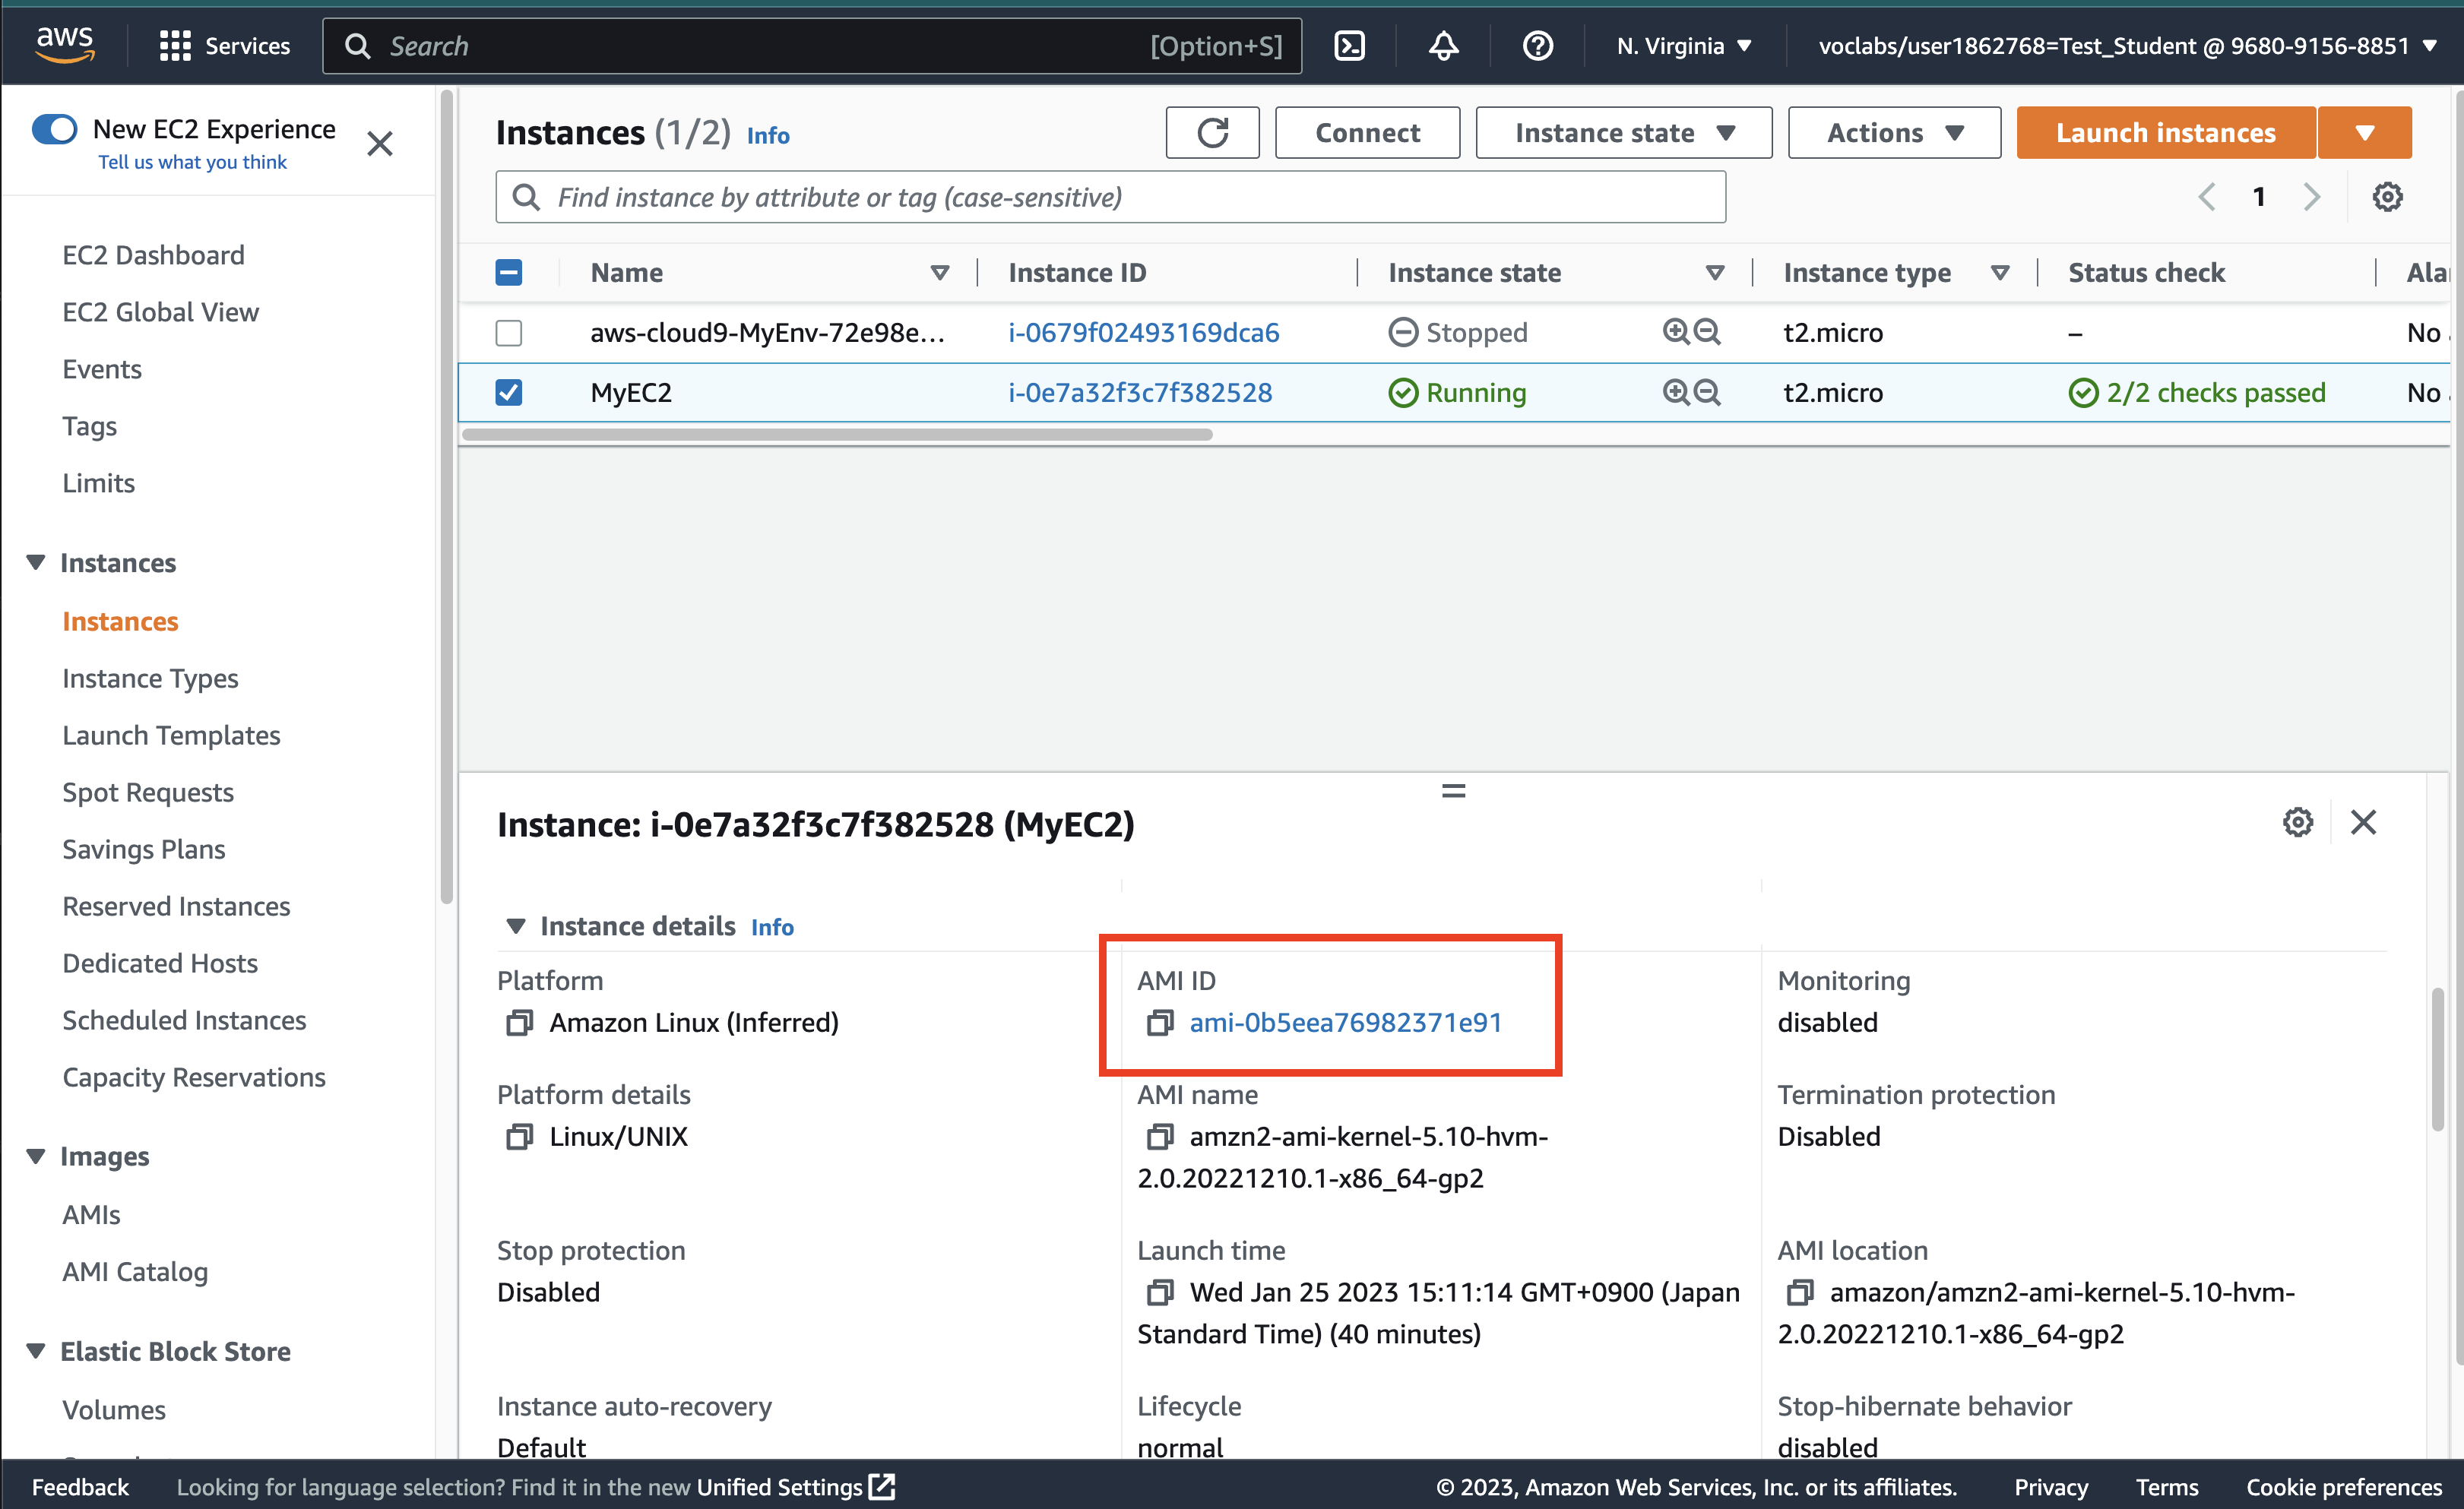 aws
Services
Search [Option+S]
N. Virginia
voclabs/user1862768=Test_Student @ 9680-9156-8851
New EC2 Experience
Tell us what you think
EC2 Dashboard
EC2 Global View
Events
Tags
Limits
Instances
Instances
Instance Types
Launch Templates
Spot Requests
Savings Plans
Reserved Instances
Dedicated Hosts
Scheduled Instances
Capacity Reservations
Images
AMIs
AMI Catalog
Elastic Block Store
Volumes
Instances (1/2) Info
Connect
Instance state
Actions
Launch instances
Find instance by attribute or tag (case-sensitive)
1
Name Instance ID Instance state Instance type Status check
aws-cloud9-MyEnv-72e98e... i-0679f02493169dca6 Stopped t2.micro – No
MyEC2 i-0e7a32f3c7f382528 Running t2.micro 2/2 checks passed No
Instance: i-0e7a32f3c7f382528 (MyEC2)
Instance details Info
Platform
Amazon Linux (Inferred)
AMI ID
ami-0b5eea76982371e91
Monitoring
disabled
Platform details
Linux/UNIX
AMI name
amzn2-ami-kernel-5.10-hvm-
2.0.20221210.1-x86_64-gp2
Termination protection
Disabled
Stop protection
Disabled
Launch time
Wed Jan 25 2023 15:11:14 GMT+0900 (Japan
Standard Time) (40 minutes)
AMI location
amazon/amzn2-ami-kernel-5.10-hvm-
2.0.20221210.1-x86_64-gp2
Instance auto-recovery
Default
Lifecycle
normal
Stop-hibernate behavior
disabled
Feedback
Looking for language selection? Find it in the new Unified Settings
© 2023, Amazon Web Services, Inc. or its affiliates.
Privacy
Terms
Cookie preferences